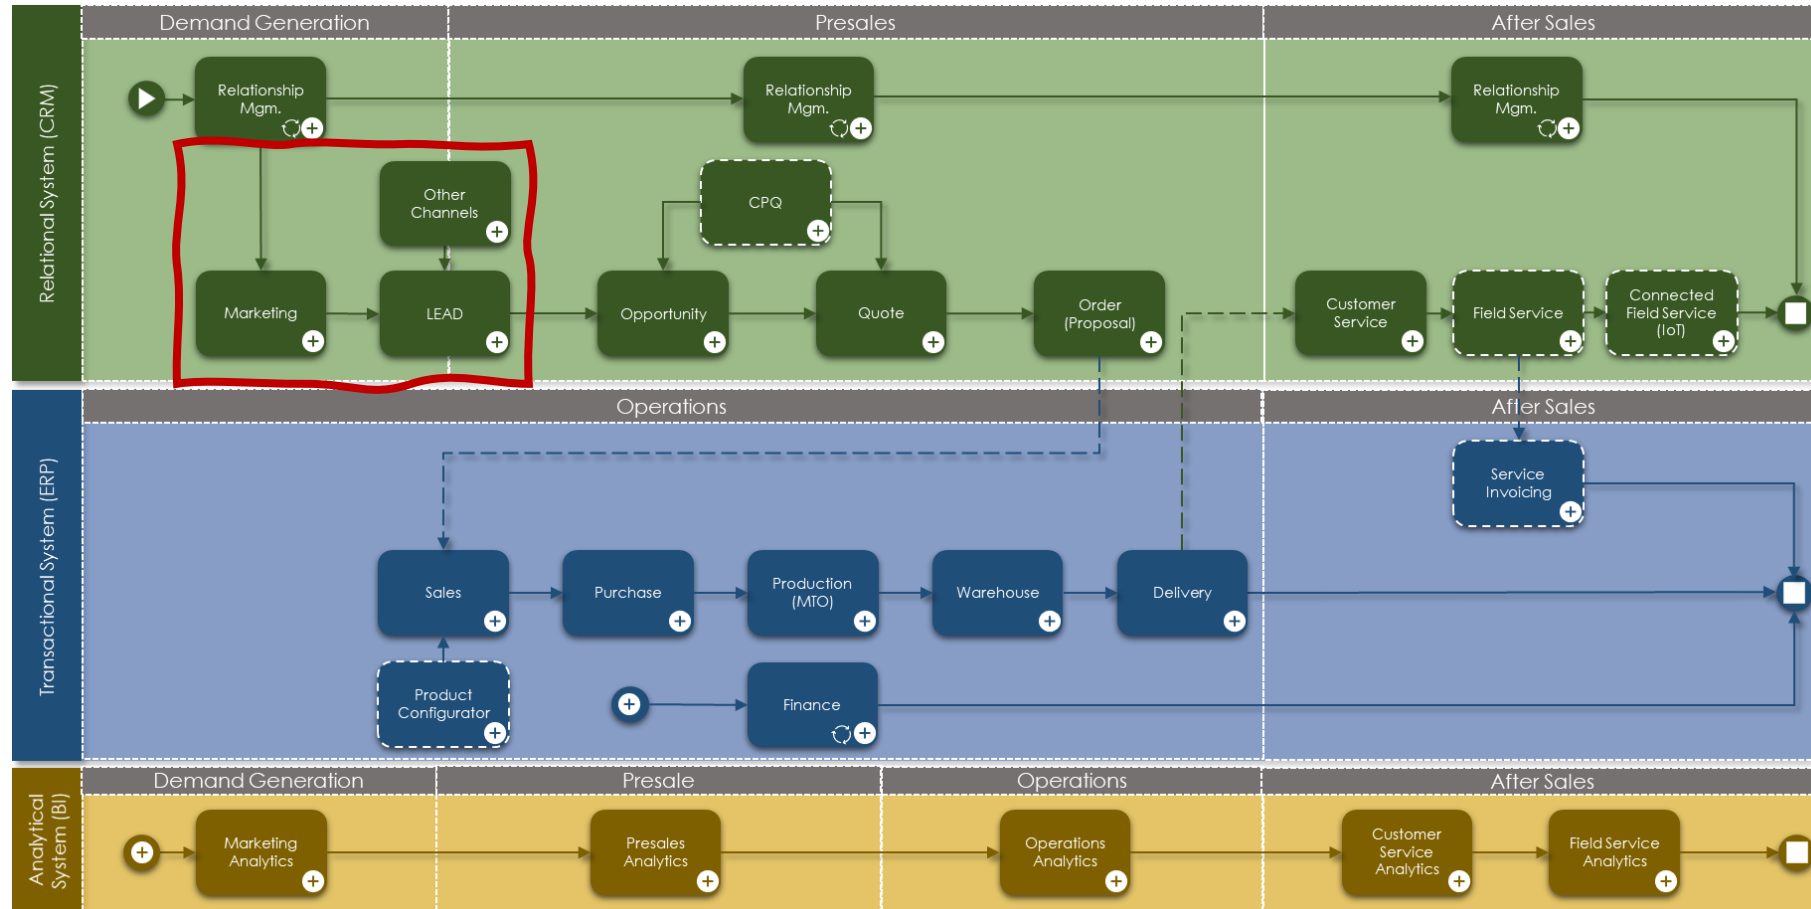 Demand Generation
Presales
After Sales
Relational System (CRM)
Relationship
Mgm.
Relationship
Mgm.
Relationship
Mgm.
Other
Channels
CPQ
Marketing
LEAD
Opportunity
Quote
Order
(Proposal)
Customer
Service
Field Service
Connected
Field Service
(IoT)
Operations
After Sales
Transactional System (ERP)
Service
Invoicing
Sales
Purchase
Production
(MTO)
Warehouse
Delivery
Product
Configurator
Finance
Demand Generation
Presale
Operations
After Sales
Analytical
System (BI)
Marketing
Analytics
Presales
Analytics
Operations
Analytics
Customer
Service
Analytics
Field Service
Analytics